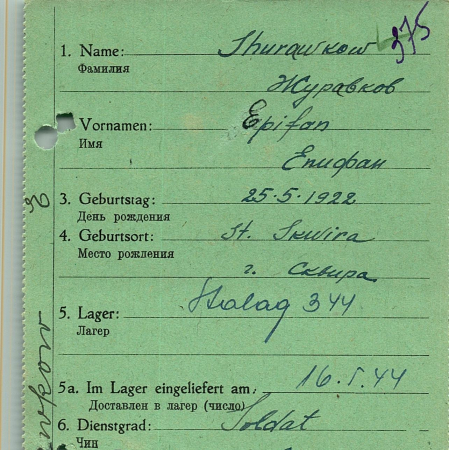 375
1. Name: Shurawkow
Фамилия
Журавков
Vornamen: Epifan
Имя
Епифан
3. Geburtstag: 25.5.1922
День рождения
4. Geburtsort: St. Skwira
Место рождения
г. Сквира
5. Lager: Stalag 344
Лагерь
5a. Im Lager eingeliefert am: 16.I.44
Доставлен в лагер (число)
6. Dienstgrad: Soldat
Чин